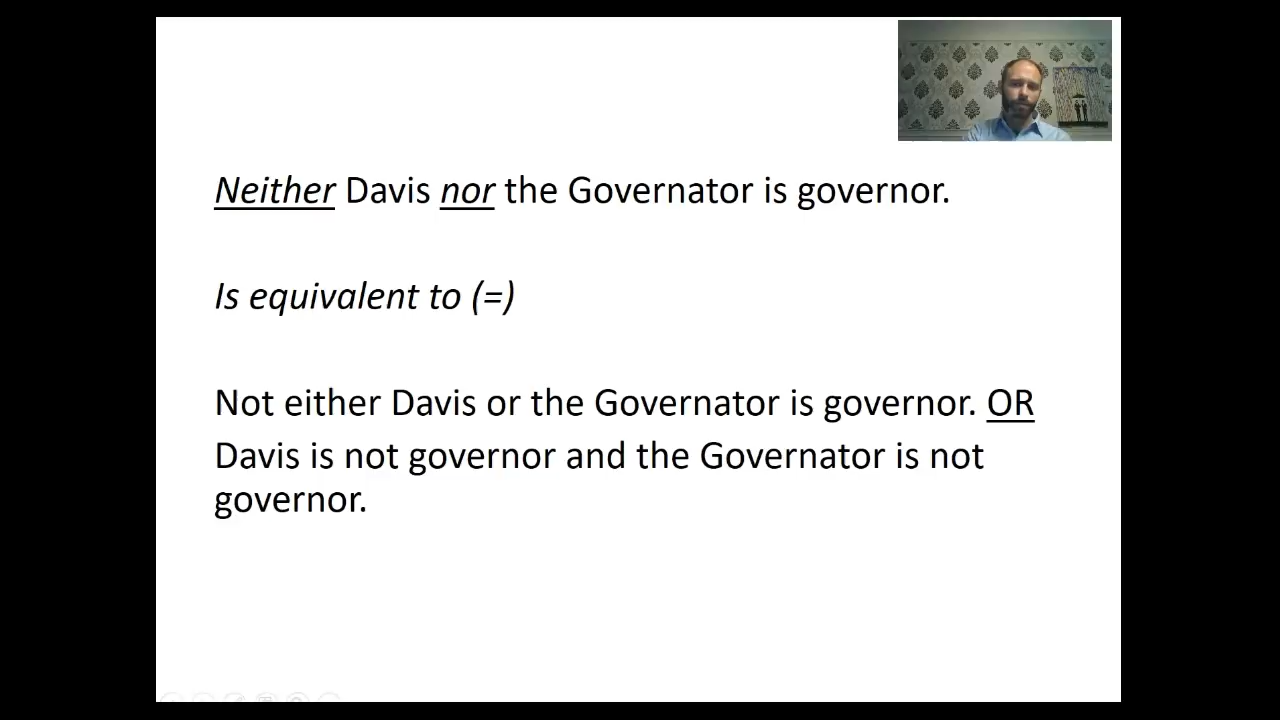 Neither Davis nor the Governator is governor.
Is equivalent to (=)
Not either Davis or the Governator is governor. OR
Davis is not governor and the Governator is not
governor.